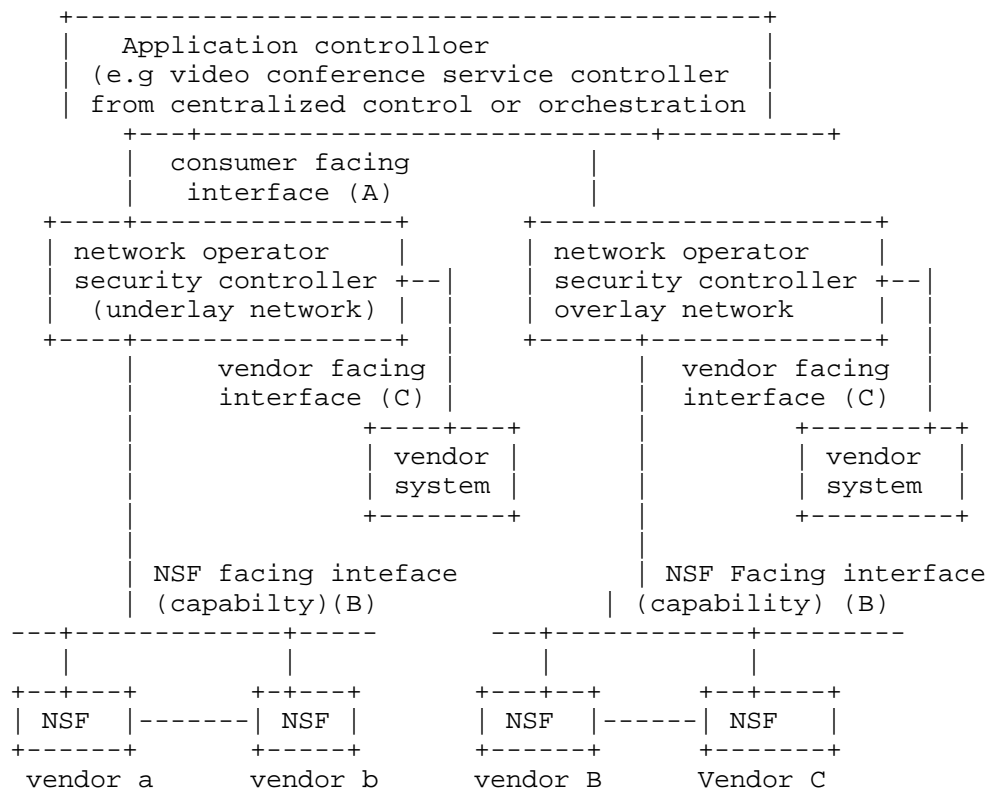 Application controlloer
(e.g video conference service controller
from centralized control or orchestration
consumer facing
interface (A)
network operator
security controller
(underlay network)
network operator
security controller
overlay network
vendor facing
interface (C)
vendor facing
interface (C)
vendor
system
vendor
system
NSF facing inteface
(capabilty)(B)
NSF Facing interface
(capability) (B)
NSF
NSF
NSF
NSF
vendor a
vendor b
vendor B
Vendor C